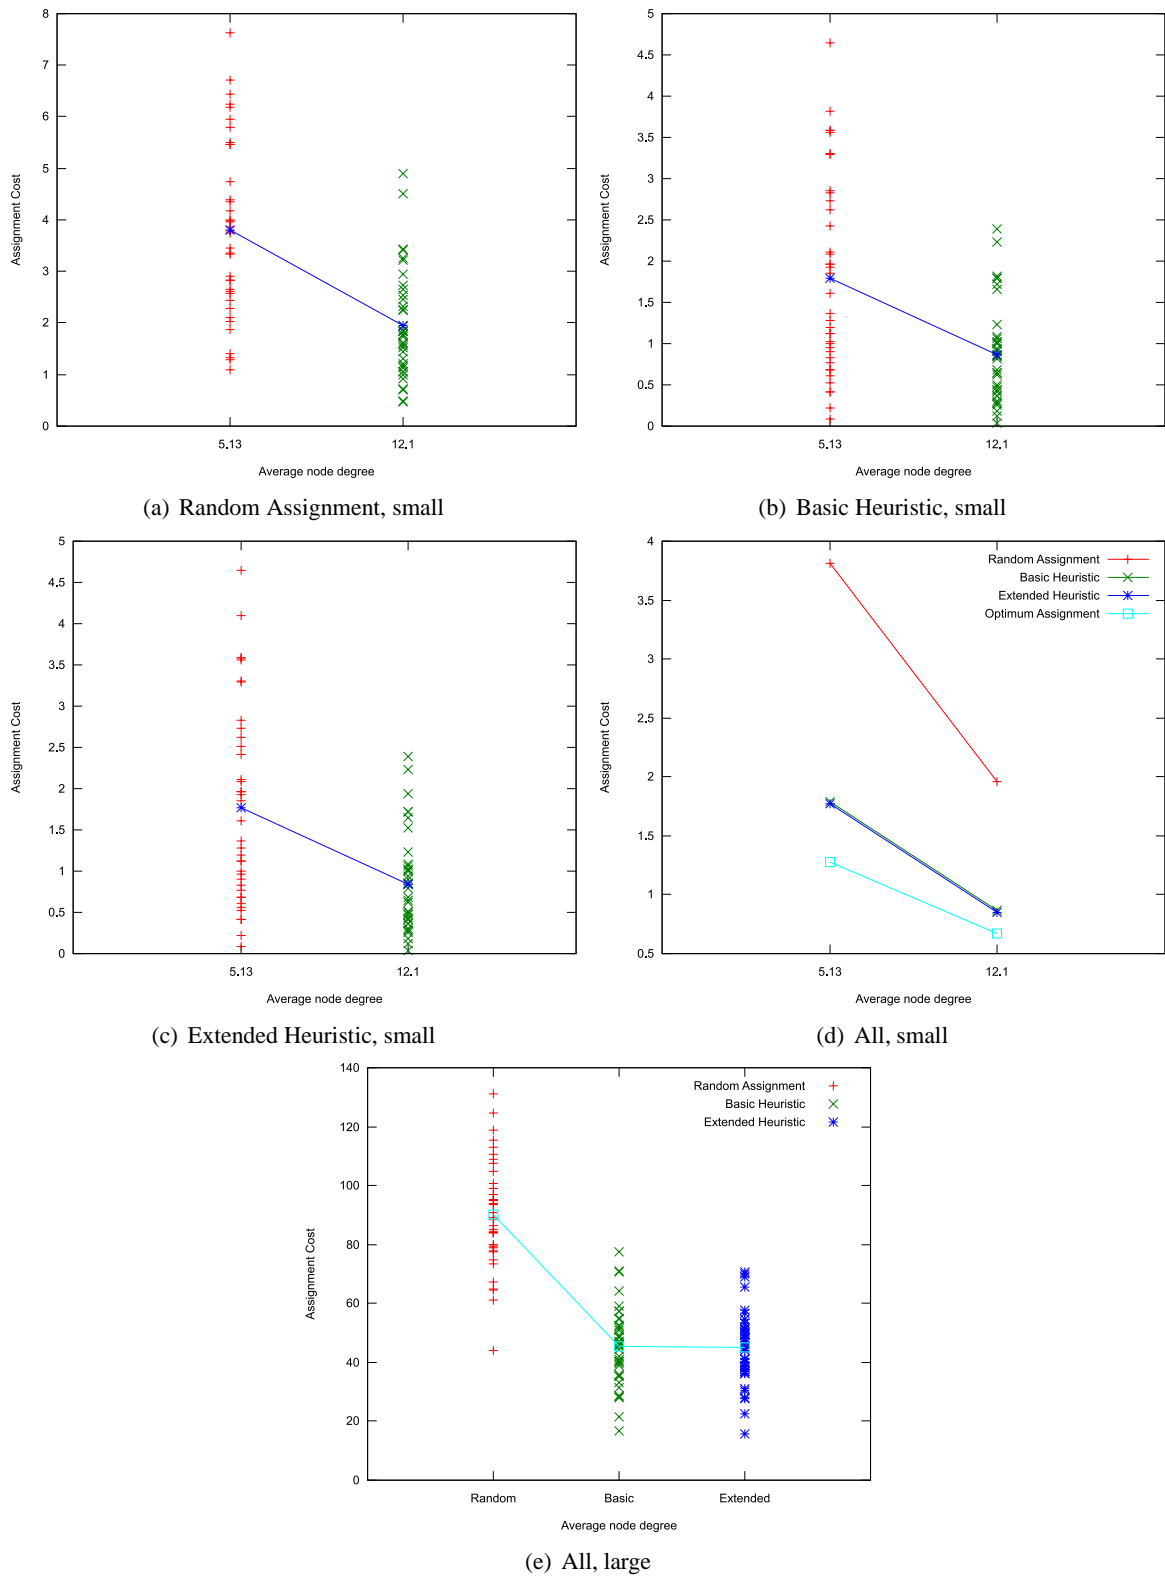 8
7
6
5
4
3
2
1
0
Assignment Cost
5.13 12.1
Average node degree
(a) Random Assignment, small
5
4.5
4
3.5
3
2.5
2
1.5
1
0.5
0
Assignment Cost
5.13 12.1
Average node degree
(b) Basic Heuristic, small
5
4.5
4
3.5
3
2.5
2
1.5
1
0.5
0
Assignment Cost
5.13 12.1
Average node degree
(c) Extended Heuristic, small
4
3.5
3
2.5
2
1.5
1
0.5
Assignment Cost
Random Assignment
Basic Heuristic
Extended Heuristic
Optimum Assignment
5.13 12.1
Average node degree
(d) All, small
140
120
100
80
60
40
20
0
Assignment Cost
Random Assignment
Basic Heuristic
Extended Heuristic
Random Basic Extended
Average node degree
(e) All, large